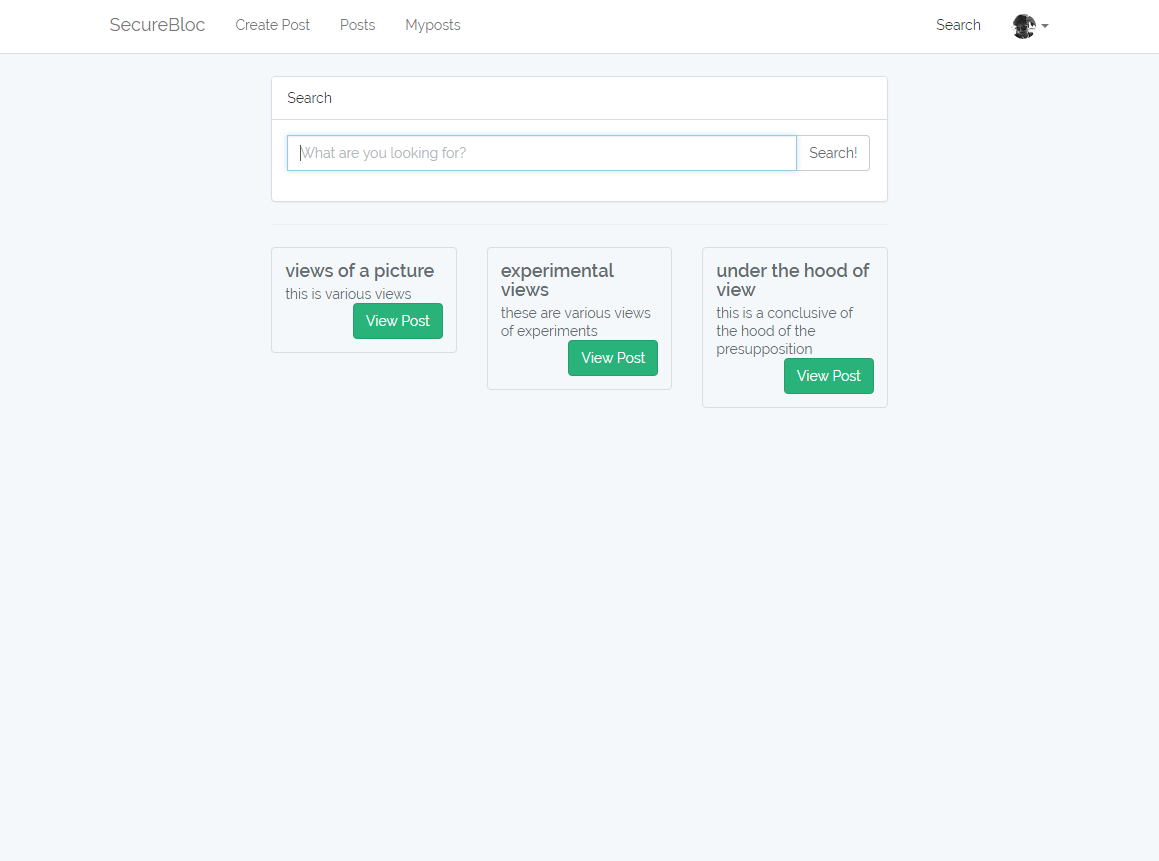 SecureBloc Create Post Posts Myposts Search
Search
What are you looking for? Search!
views of a picture
this is various views
View Post
experimental
views
these are various views
of experiments
View Post
under the hood of
view
this is a conclusive of
the hood of the
presupposition
View Post